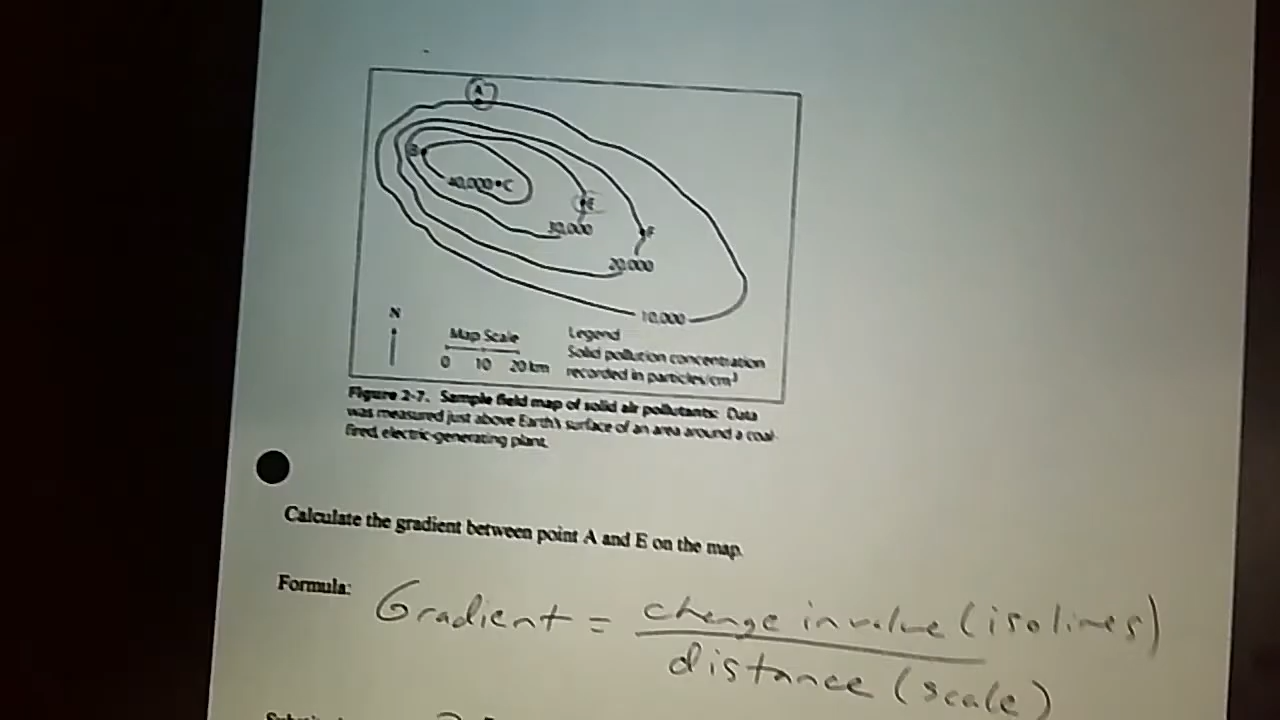 A
B
40,000•C
E
30,000
F
20,000
10,000
N
Map Scale
0 10 20 km
Legend
Solid pollution concentration
recorded in particles/cm³
Figure 2-7. Sample field map of solid air pollutants: Data
was measured just above Earth's surface of an area around a coal-
fired, electric-generating plant.
Calculate the gradient between point A and E on the map.
Formula: Gradient = change in value (isolines)
distance (scale)